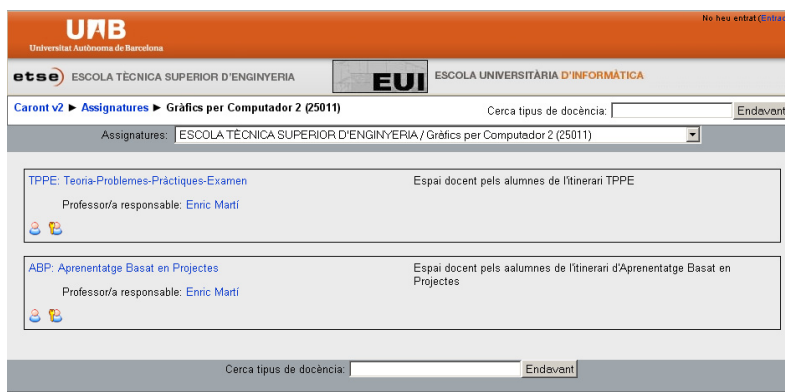 No heu entrat (Entrad
UAB
Universitat Autònoma de Barcelona
etse) ESCOLA TÈCNICA SUPERIOR D'ENGINYERIA
EUI ESCOLA UNIVERSITÀRIA D'INFORMÀTICA
Caront v2 ► Assignatures ► Gràfics per Computador 2 (25011)
Cerca tipus de docència: Endavant
Assignatures: ESCOLA TÈCNICA SUPERIOR D'ENGINYERIA / Gràfics per Computador 2 (25011)
TPPE: Teoria-Problemes-Pràctiques-Examen
Espai docent pels alumnes de l'itinerari TPPE
Professor/a responsable: Enric Martí
ABP: Aprenentatge Basat en Projectes
Espai docent pels aalumnes de l'itinerari d'Aprenentatge Basat en
Projectes
Professor/a responsable: Enric Martí
Cerca tipus de docència: Endavant